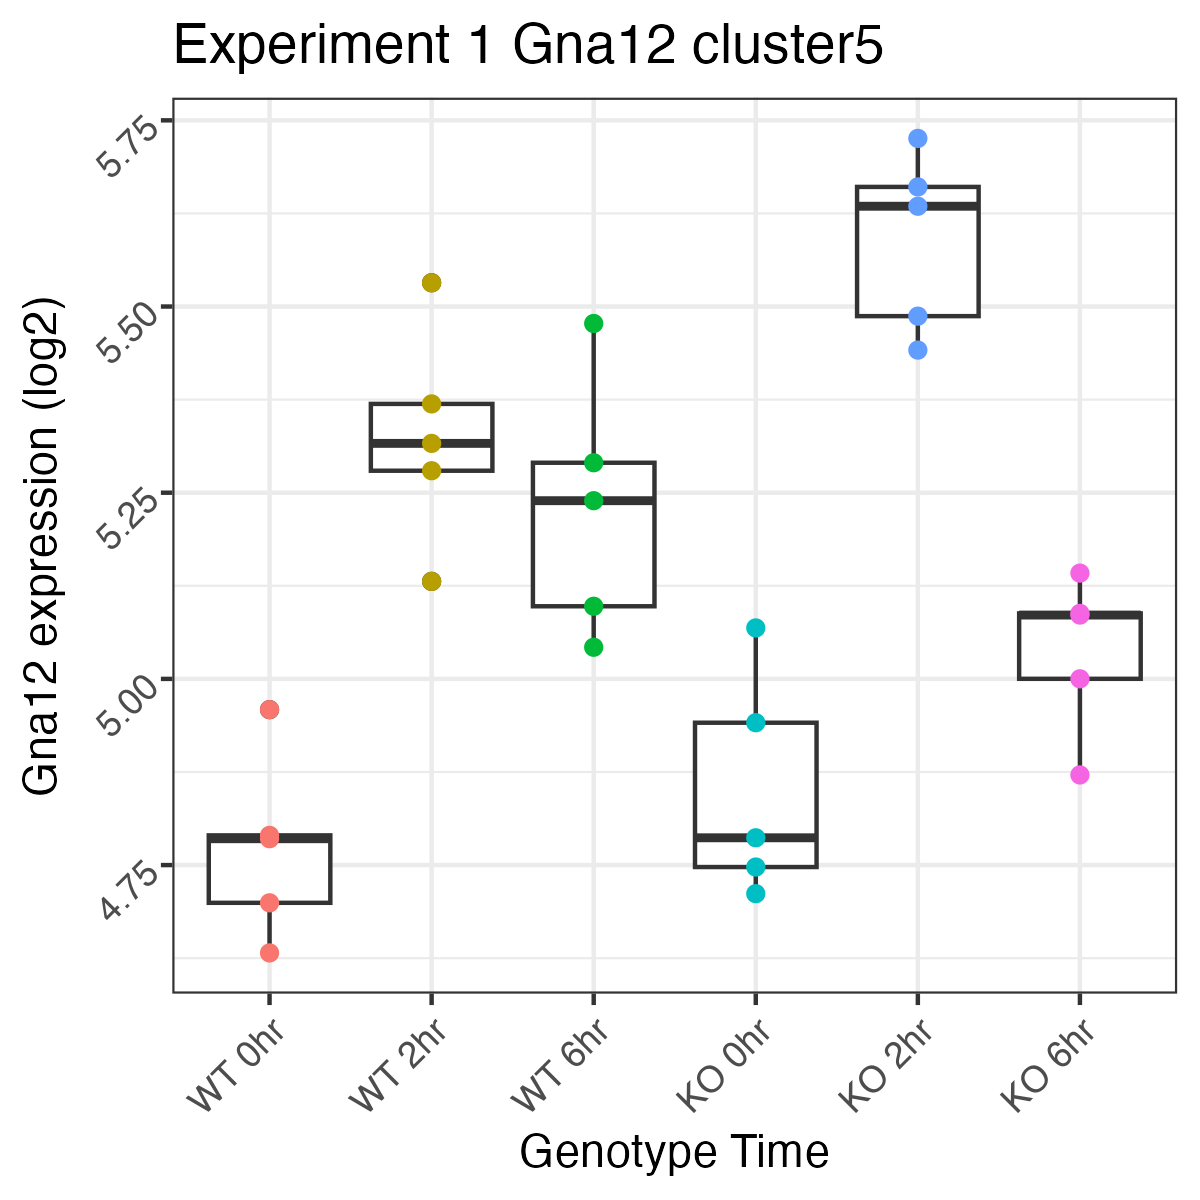 Experiment 1 Gna12 cluster5
Gna12 expression (log2)
5.75
5.50
5.25
5.00
4.75
WT 0hr
WT 2hr
WT 6hr
KO 0hr
KO 2hr
KO 6hr
Genotype Time